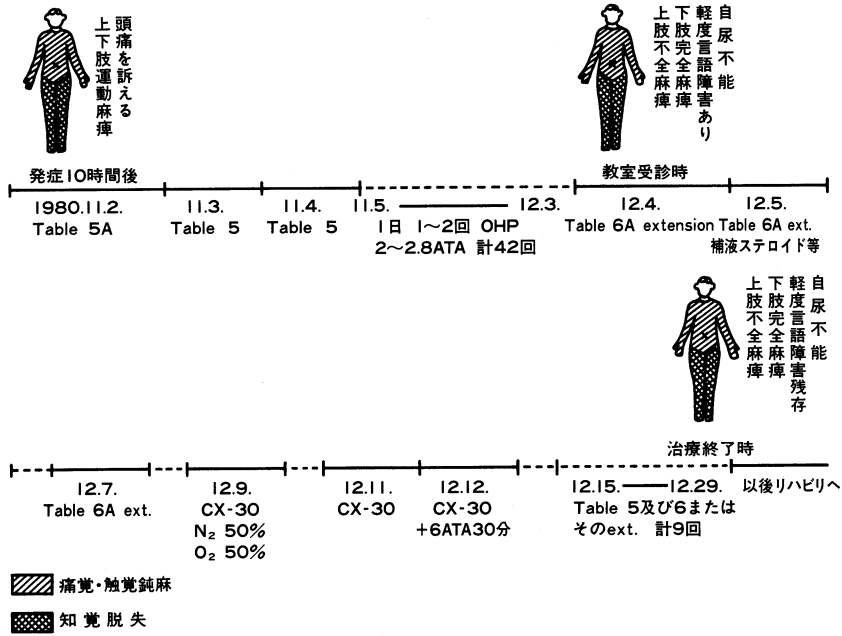 頭痛を訴える
上下肢運動麻痺
自尿不能
軽度言語障害あり
下肢完全麻痺
上肢不全麻痺
発症10時間後
教室受診時
1980.11.2.
11.3.
11.4.
11.5.
12.3.
12.4.
12.5.
Table 5A
Table 5
Table 5
1日 1〜2回 OHP
2〜2.8ATA 計42回
Table 6A extension
Table 6A ext.
補液ステロイド等
自尿不能
軽度言語障害残存
下肢完全麻痺
上肢不全麻痺
治療終了時
12.7.
Table 6A ext.
12.9.
CX-30
N₂ 50%
O₂ 50%
12.11.
CX-30
12.12.
CX-30
+6ATA30分
12.15.
12.29.
Table 5及び6または
そのext. 計9回
以後リハビリへ
痛覚・触覚鈍麻
知覚脱失